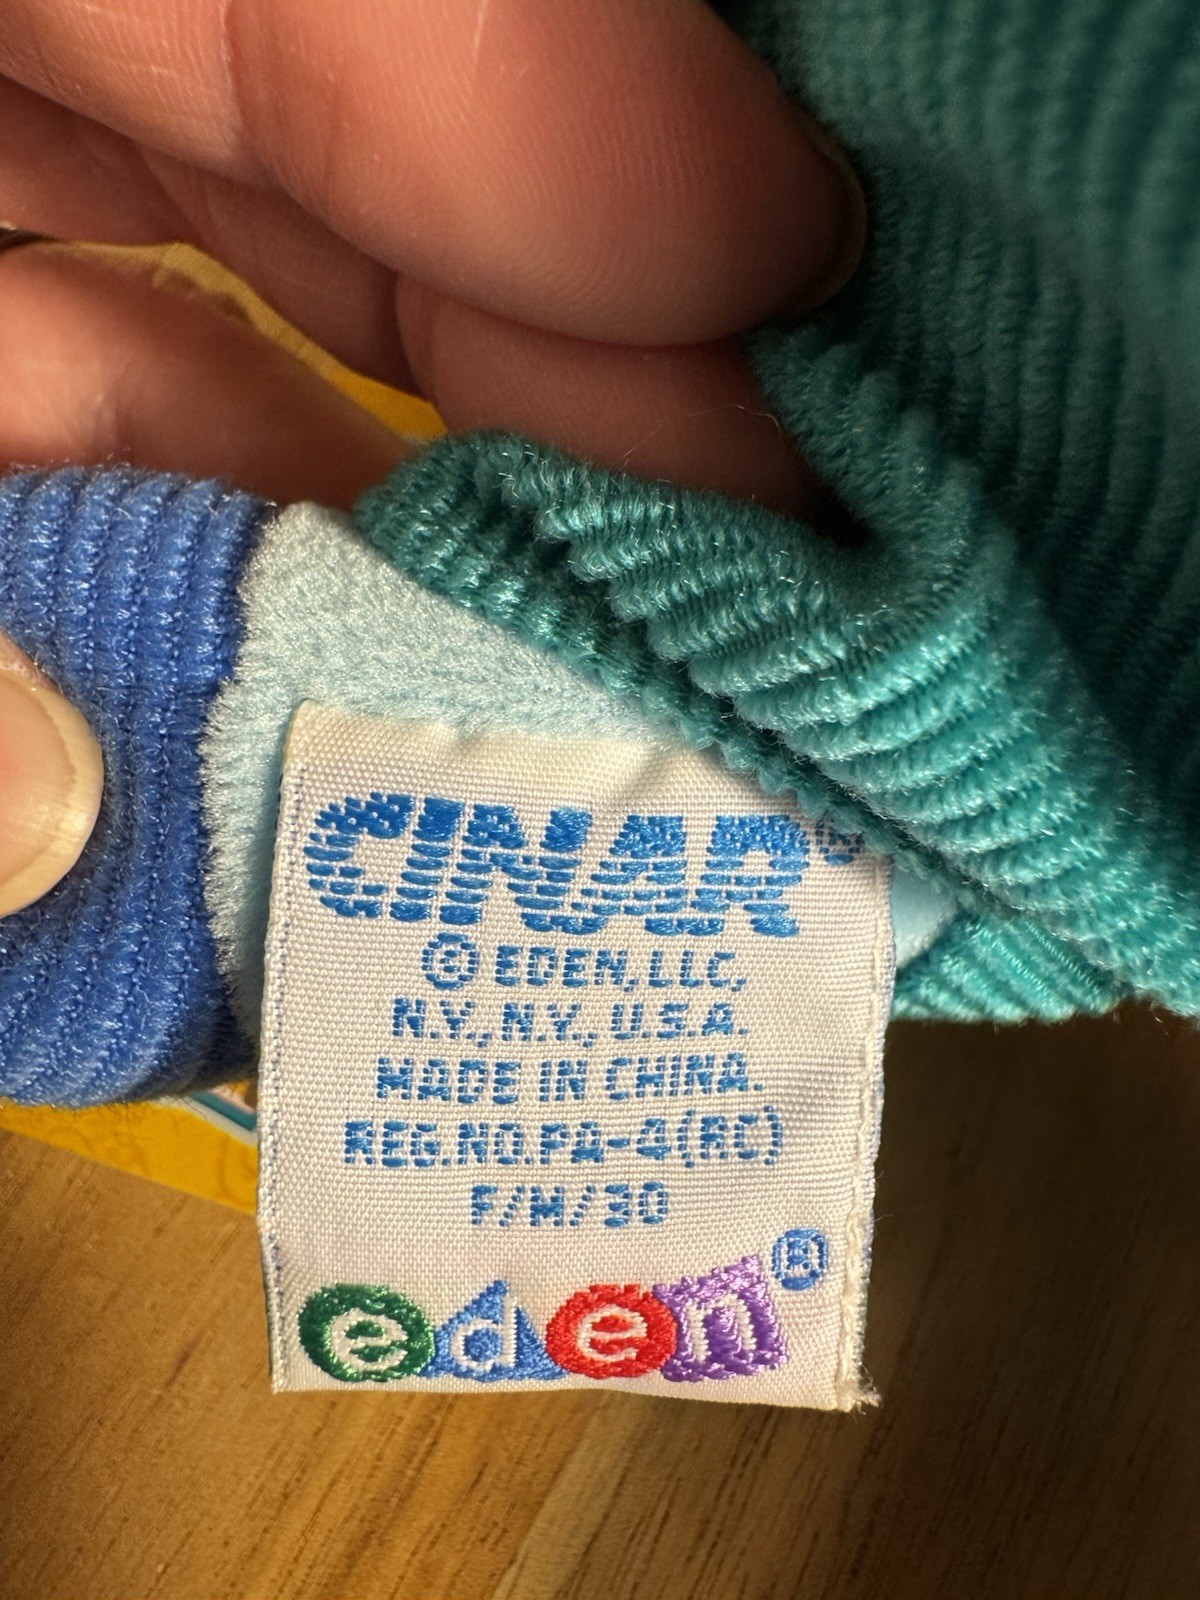 CINAR®
© EDEN, LLC,
N.Y., N.Y., U.S.A.
MADE IN CHINA.
REG.NO.PA-4(RC)
F/M/30
eden®